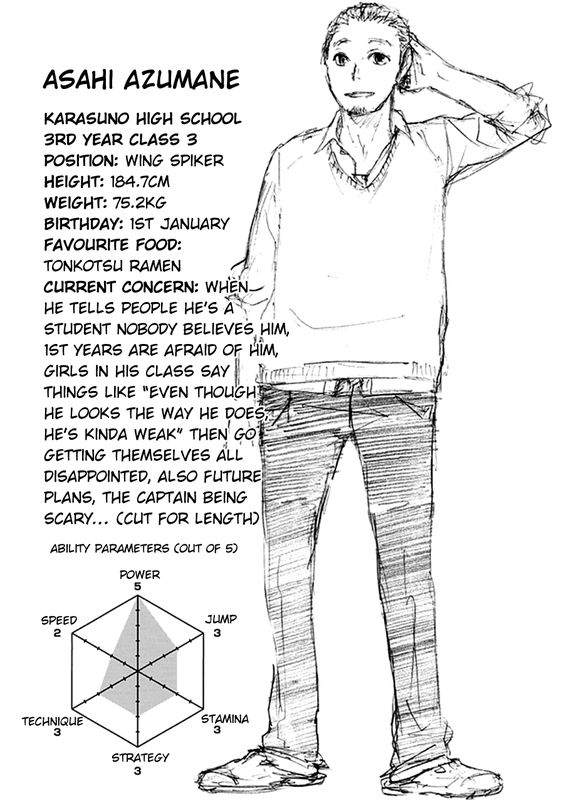 ASAHI AZUMANE
KARASUNO HIGH SCHOOL
3RD YEAR CLASS 3
POSITION: WING SPIKER
HEIGHT: 184.7CM
WEIGHT: 75.2KG
BIRTHDAY: 1ST JANUARY
FAVOURITE FOOD:
TONKOTSU RAMEN
CURRENT CONCERN: WHEN
HE TELLS PEOPLE HE'S A
STUDENT NOBODY BELIEVES HIM,
1ST YEARS ARE AFRAID OF HIM,
GIRLS IN HIS CLASS SAY
THINGS LIKE "EVEN THOUGH
HE LOOKS THE WAY HE DOES,
HE'S KINDA WEAK" THEN GO
GETTING THEMSELVES ALL
DISAPPOINTED, ALSO FUTURE
PLANS, THE CAPTAIN BEING
SCARY... (CUT FOR LENGTH)
ABILITY PARAMETERS (OUT OF 5)
POWER
5
SPEED
2
JUMP
3
TECHNIQUE
3
STAMINA
3
STRATEGY
3